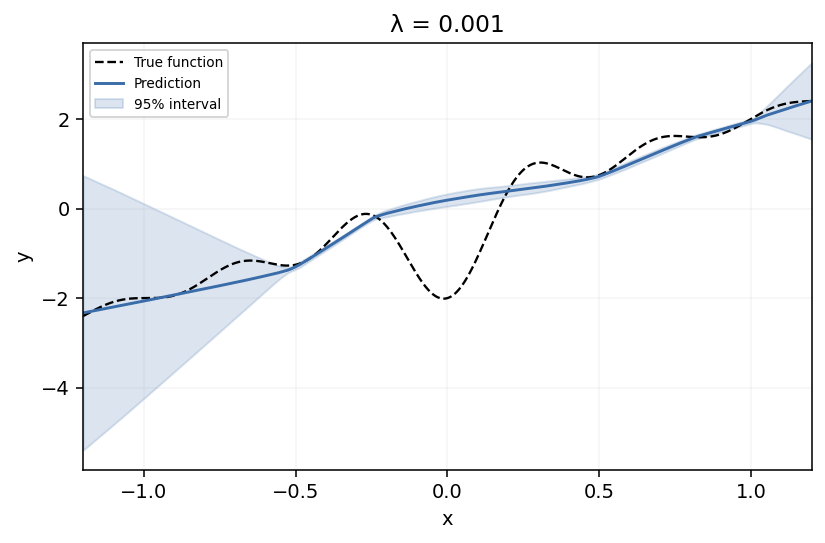 λ = 0.001
True function
Prediction
95% interval
y
2
0
−2
−4
−1.0
−0.5
0.0
0.5
1.0
x